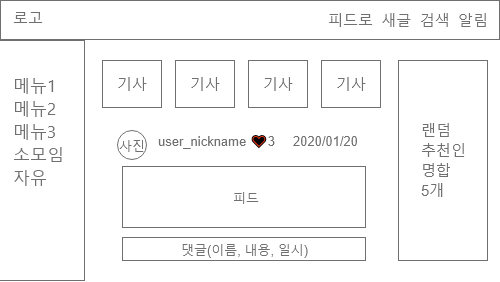 로고
피드로 새글 검색 알림
메뉴1
메뉴2
메뉴3
소모임
자유
기사 기사 기사 기사
사진 user_nickname 3 2020/01/20
피드
댓글(이름, 내용, 일시)
랜덤
추천인
명합
5개